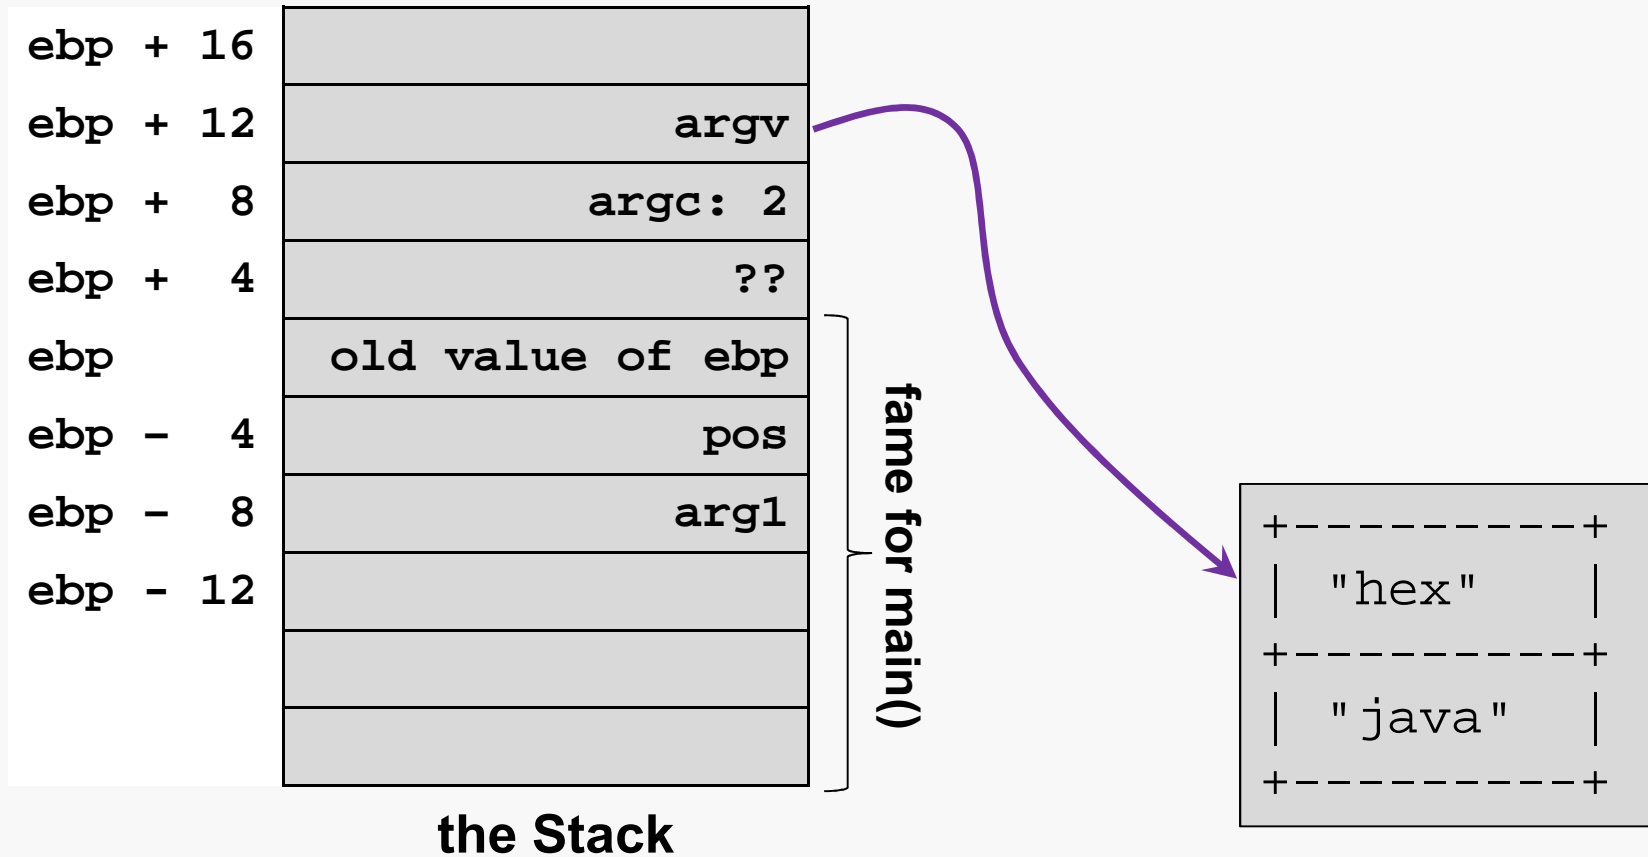 ebp + 16
ebp + 12 argv
ebp + 8 argc: 2
ebp + 4 ??
ebp old value of ebp
ebp - 4 pos
ebp - 8 arg1
ebp - 12
fame for main()
the Stack
+----------+
| "hex" |
+----------+
| "java" |
+----------+